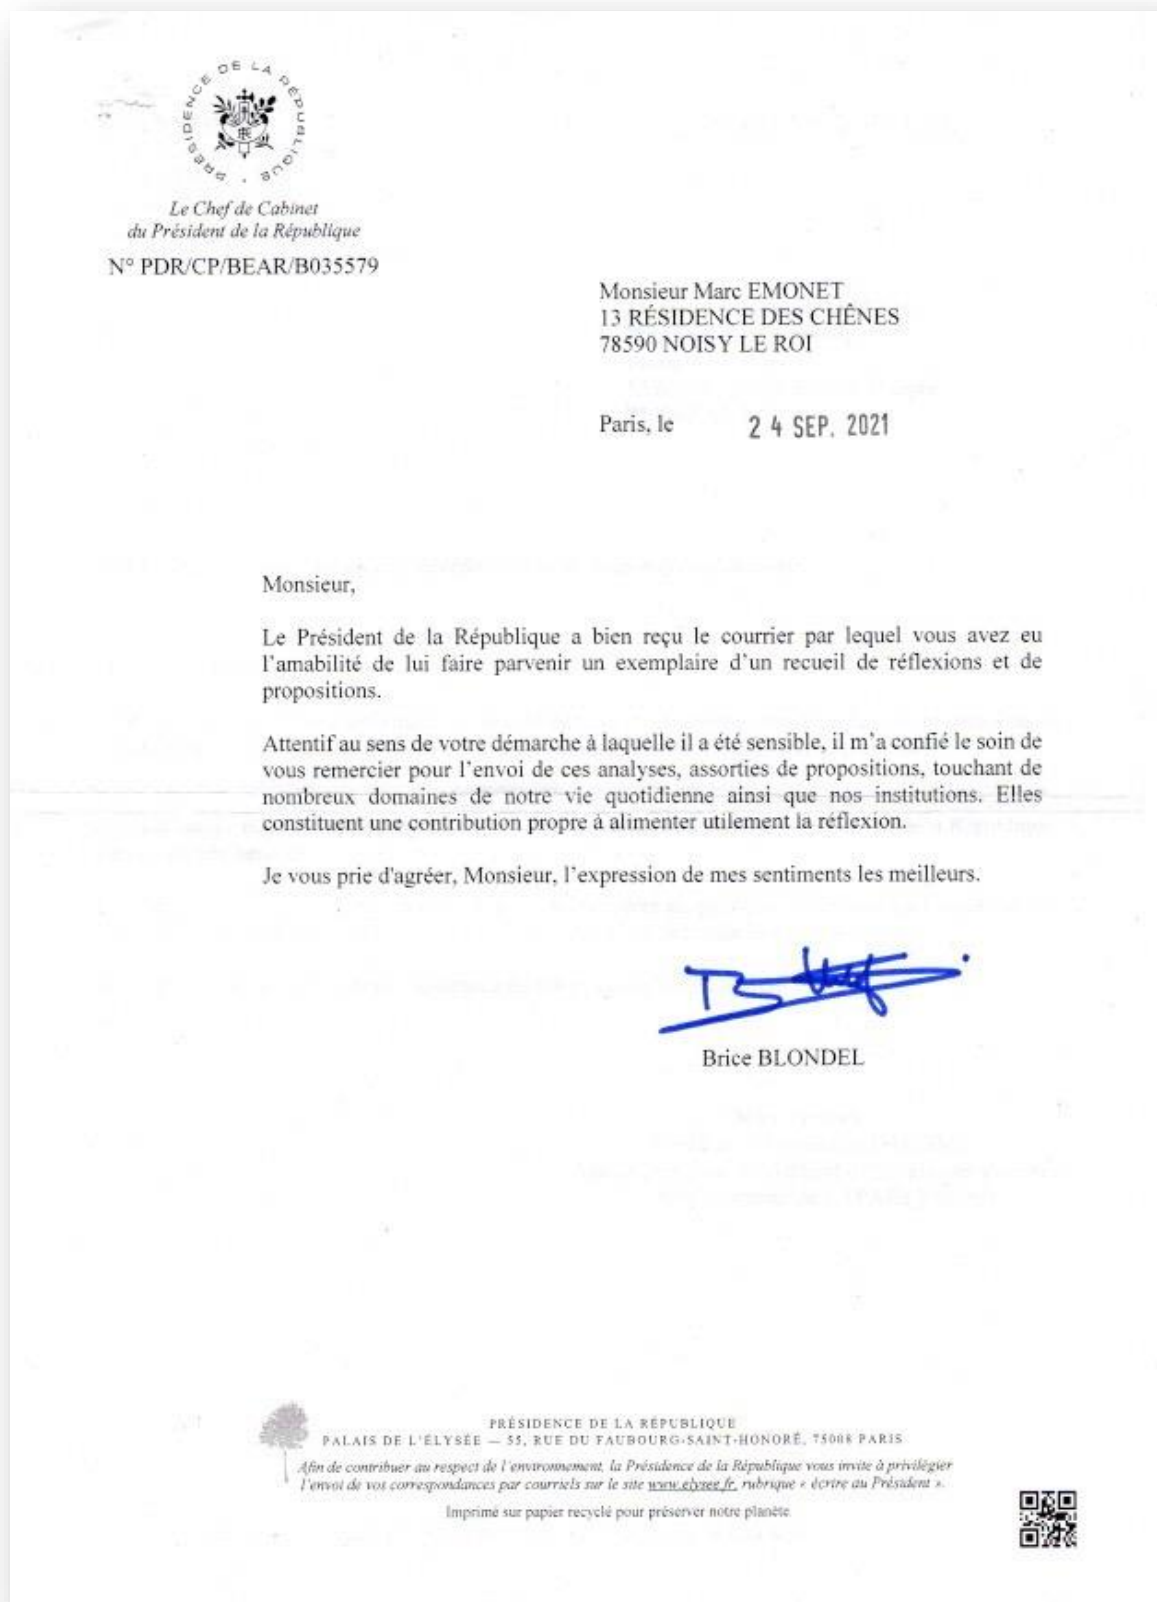 PRÉSIDENCE DE LA RÉPUBLIQUE
Le Chef de Cabinet
du Président de la République
N° PDR/CP/BEAR/B035579
Monsieur Marc EMONET
13 RÉSIDENCE DES CHÊNES
78590 NOISY LE ROI
Paris, le 24 SEP. 2021
Monsieur,
Le Président de la République a bien reçu le courrier par lequel vous avez eu
l'amabilité de lui faire parvenir un exemplaire d'un recueil de réflexions et de
propositions.
Attentif au sens de votre démarche à laquelle il a été sensible, il m'a confié le soin de
vous remercier pour l'envoi de ces analyses, assorties de propositions, touchant de
nombreux domaines de notre vie quotidienne ainsi que nos institutions. Elles
constituent une contribution propre à alimenter utilement la réflexion.
Je vous prie d'agréer, Monsieur, l'expression de mes sentiments les meilleurs.
Brice BLONDEL
PRÉSIDENCE DE LA RÉPUBLIQUE
PALAIS DE L'ÉLYSÉE — 55, RUE DU FAUBOURG-SAINT-HONORÉ, 75008 PARIS
Afin de contribuer au respect de l'environnement, la Présidence de la République vous invite à privilégier
l'envoi de vos correspondances par courriels sur le site www.elysee.fr, rubrique « écrire au Président ».
Imprimé sur papier recyclé pour préserver notre planète